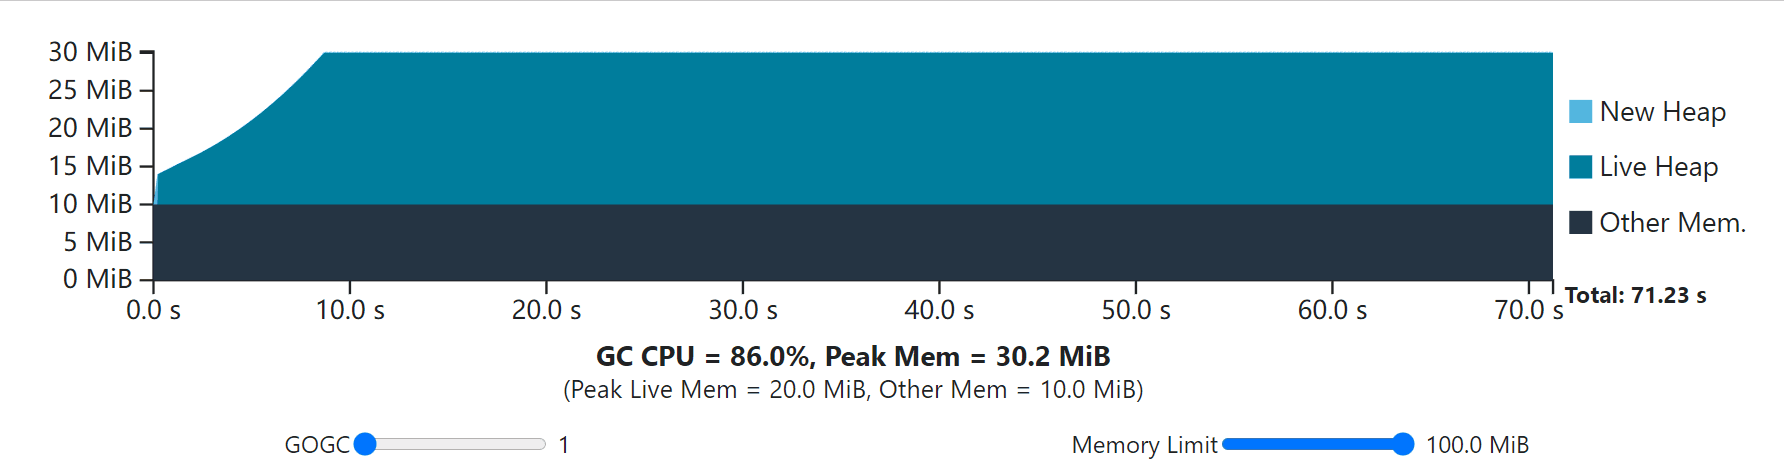 30 MiB
25 MiB
20 MiB
15 MiB
10 MiB
5 MiB
0 MiB
0.0 s 10.0 s 20.0 s 30.0 s 40.0 s 50.0 s 60.0 s 70.0 s
New Heap
Live Heap
Other Mem.
Total: 71.23 s
GC CPU = 86.0%, Peak Mem = 30.2 MiB
(Peak Live Mem = 20.0 MiB, Other Mem = 10.0 MiB)
GOGC 1 Memory Limit 100.0 MiB